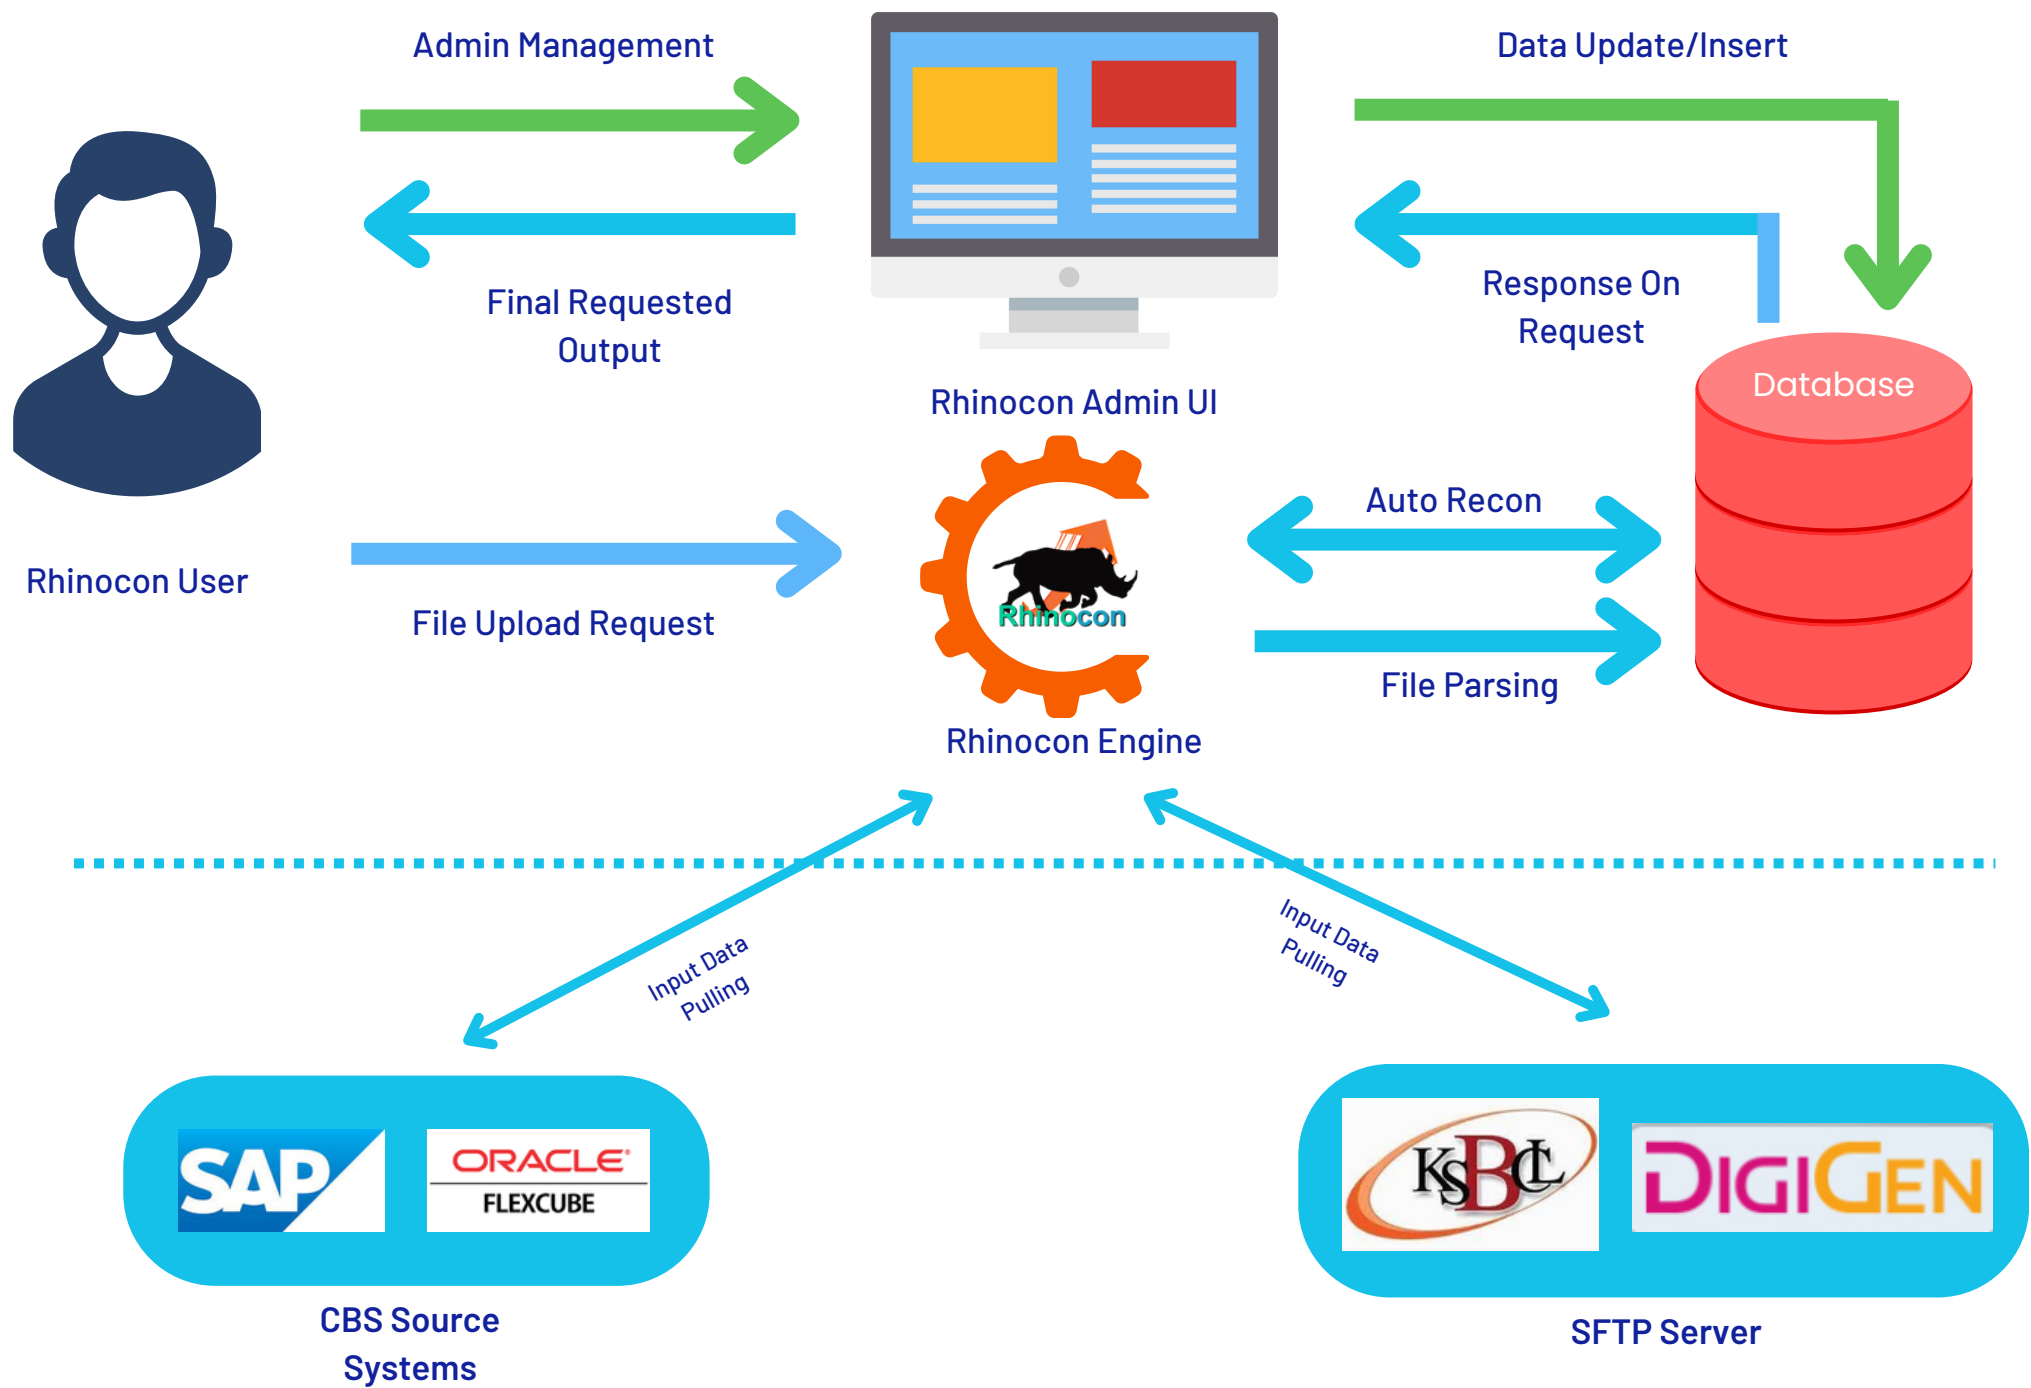 Admin Management
Data Update/Insert
Final Requested
Output
Response On
Request
Rhinocon Admin UI
Database
Rhinocon User
File Upload Request
Rhinocon
Auto Recon
File Parsing
Rhinocon Engine
Input Data
Pulling
Input Data
Pulling
SAP
ORACLE
FLEXCUBE
KSBCL
DIGIGEN
CBS Source
Systems
SFTP Server